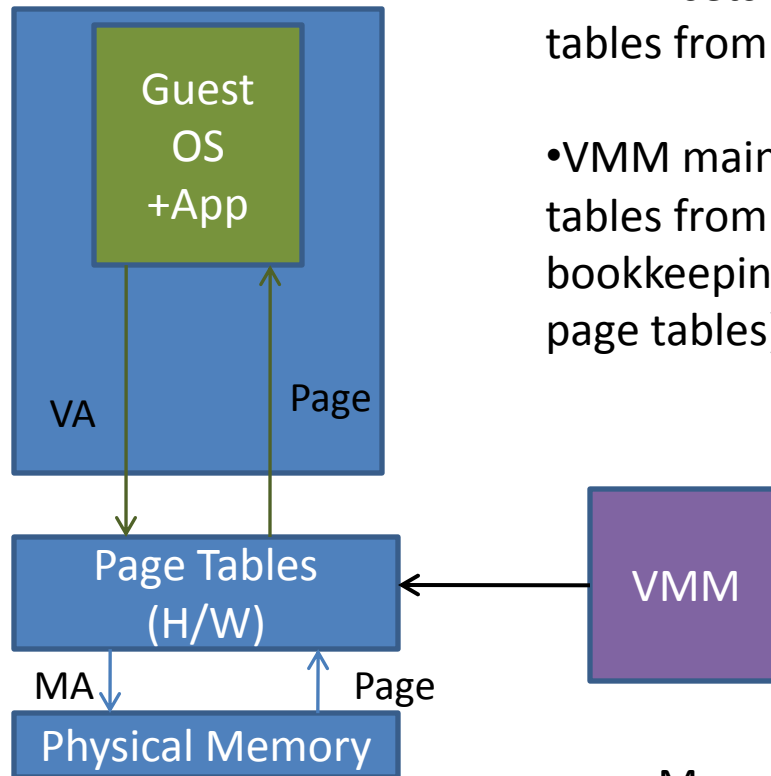 tables from
•VMM main
tables from
bookkeepin
page tables
Guest
OS
+App
VA
Page
Page Tables
(H/W)
VMM
MA
Page
Physical Memory